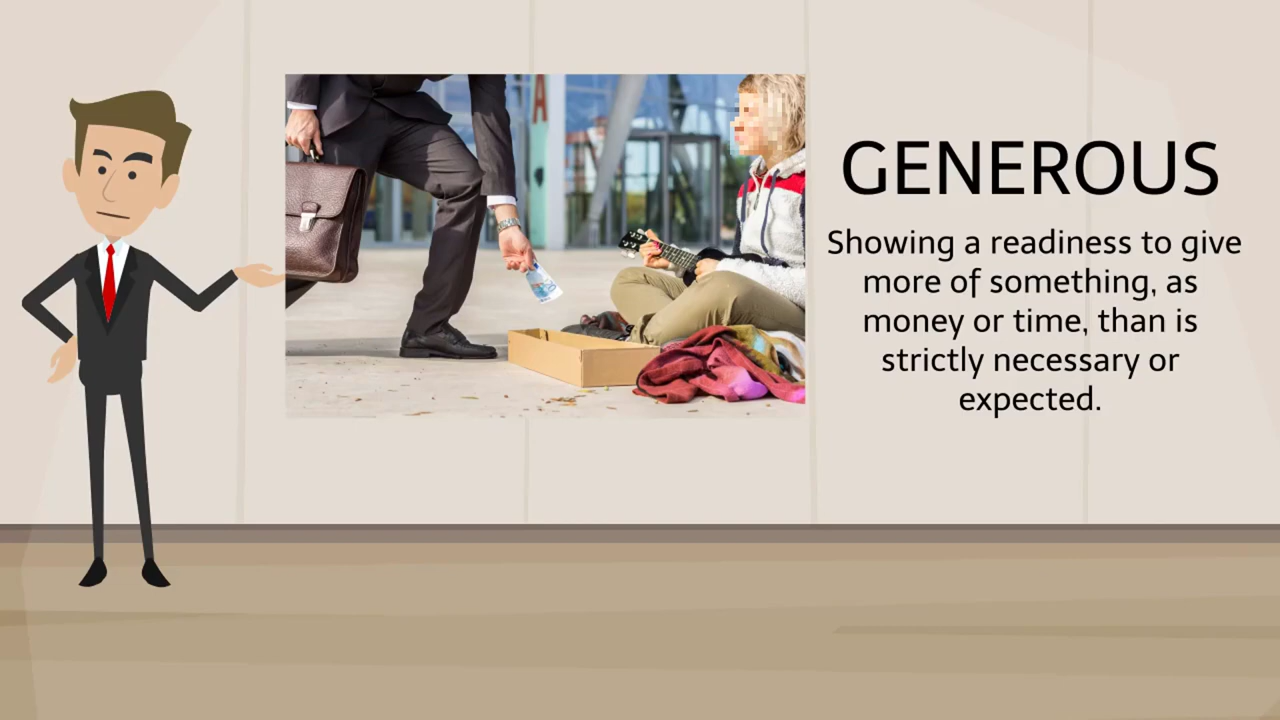 A
GENEROUS
Showing a readiness to give
more of something, as
money or time, than is
strictly necessary or
expected.